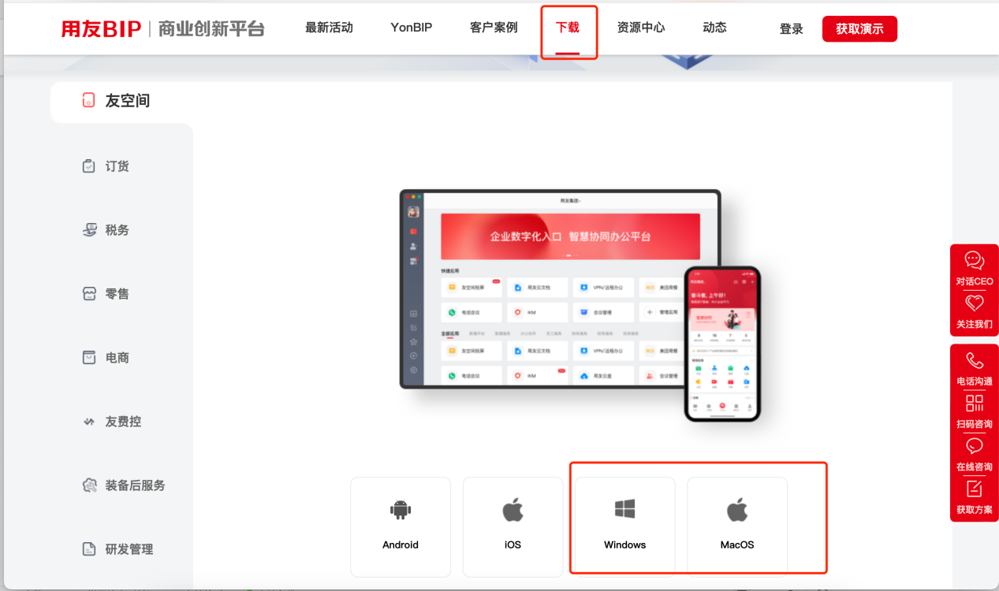 用友BIP 商业创新平台 最新活动 YonBIP 客户案例 下载 资源中心 动态 登录 获取演示
友空间
订货
税务
零售
电商
友费控
装备后服务
研发管理
用友集团
企业数字化入口 智慧协同办公平台
快捷应用
友空间投屏 用友云文档 VPN/远程办公 美团用餐
电话会议 IKM 会议管理 管理应用
全部应用
友空间投屏 用友云文档 VPN/远程办公 美团用餐
电话会议 IKM 用友云盒 会议管理
Android
iOS
Windows
MacOS
对话CEO
关注我们
电话沟通
扫码咨询
在线咨询
获取方案